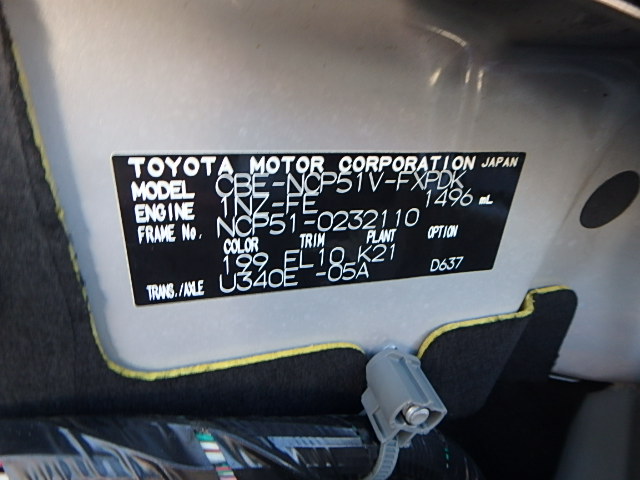 TOYOTA MOTOR CORPORATION JAPAN
MODEL CBE-NCP51V-FXPDK
ENGINE 1NZ-FE 1496 mL
FRAME No. NCP51-0232110
COLOR TRIM PLANT OPTION
199 FL10 K21
TRANS./AXLE U340E -05A D637